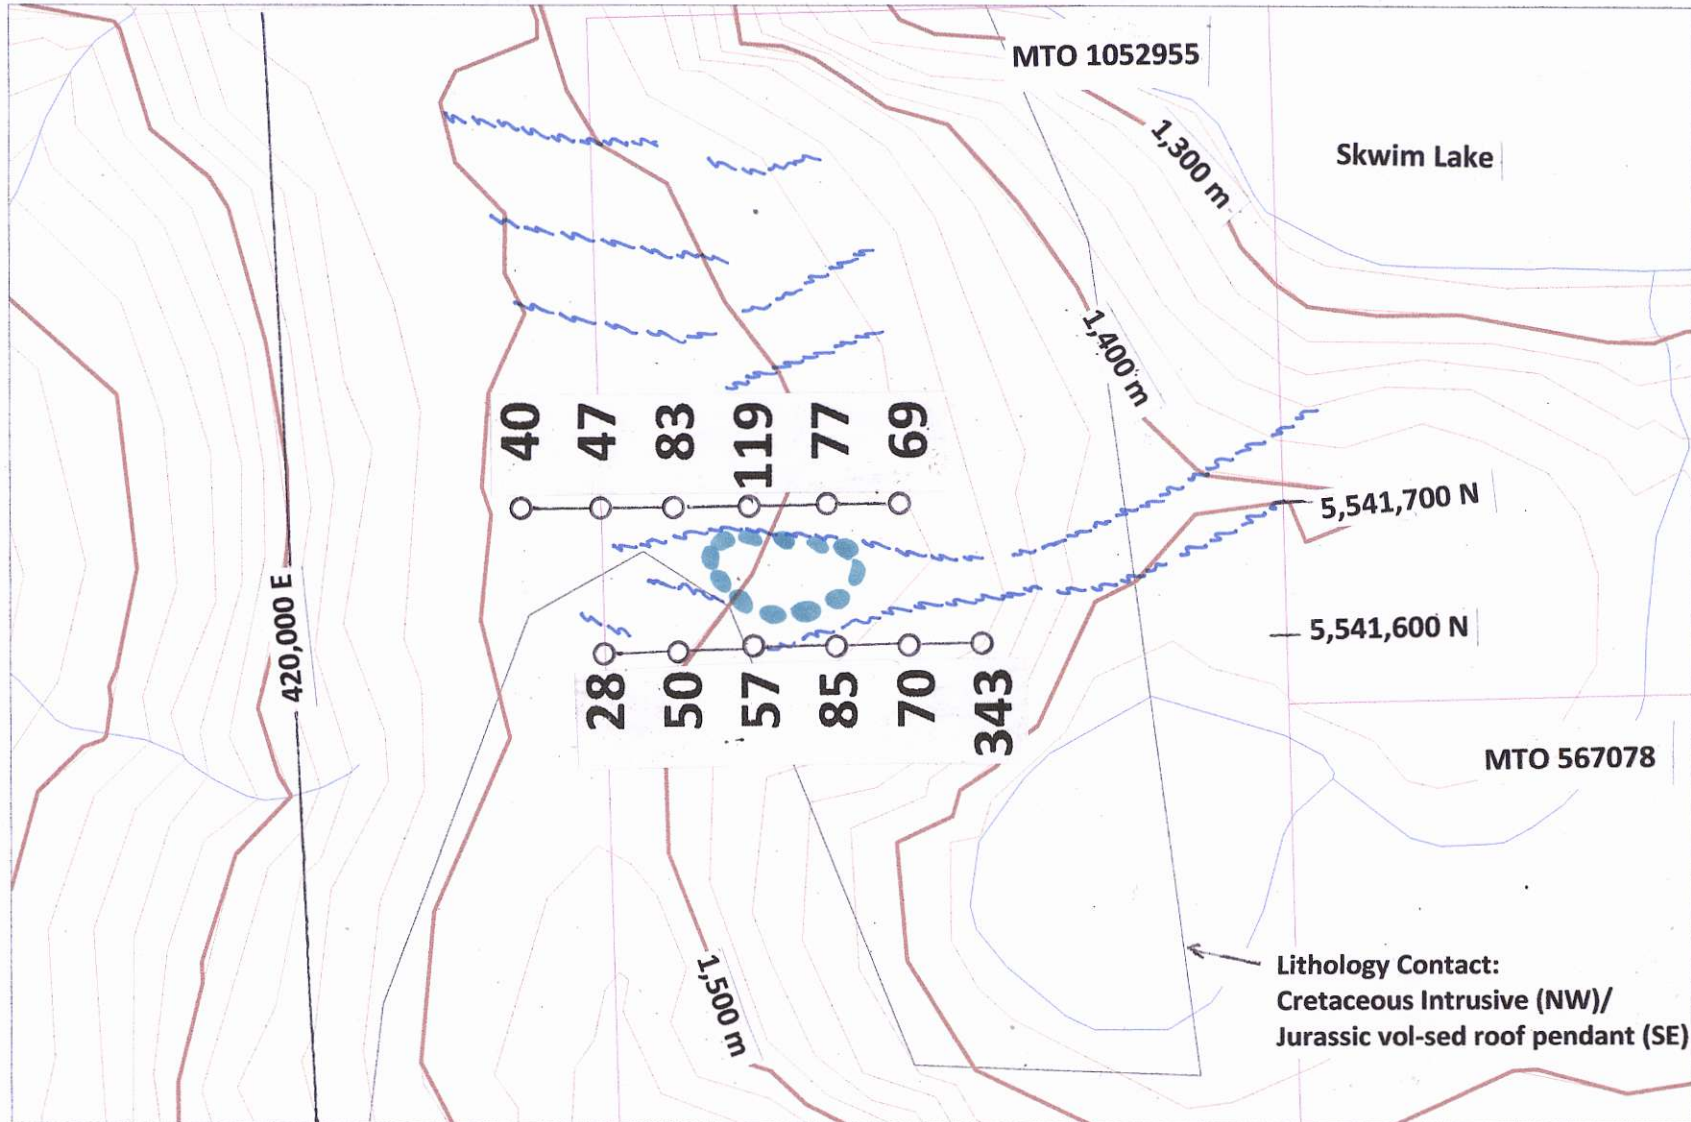 MTO 1052955
1,300 m
Skwim Lake
1,400 m
40
47
83
119
77
69
5,541,700 N
420,000 E
5,541,600 N
28
50
57
85
70
343
MTO 567078
1,500 m
Lithology Contact:
Cretaceous Intrusive (NW)/
Jurassic vol-sed roof pendant (SE)